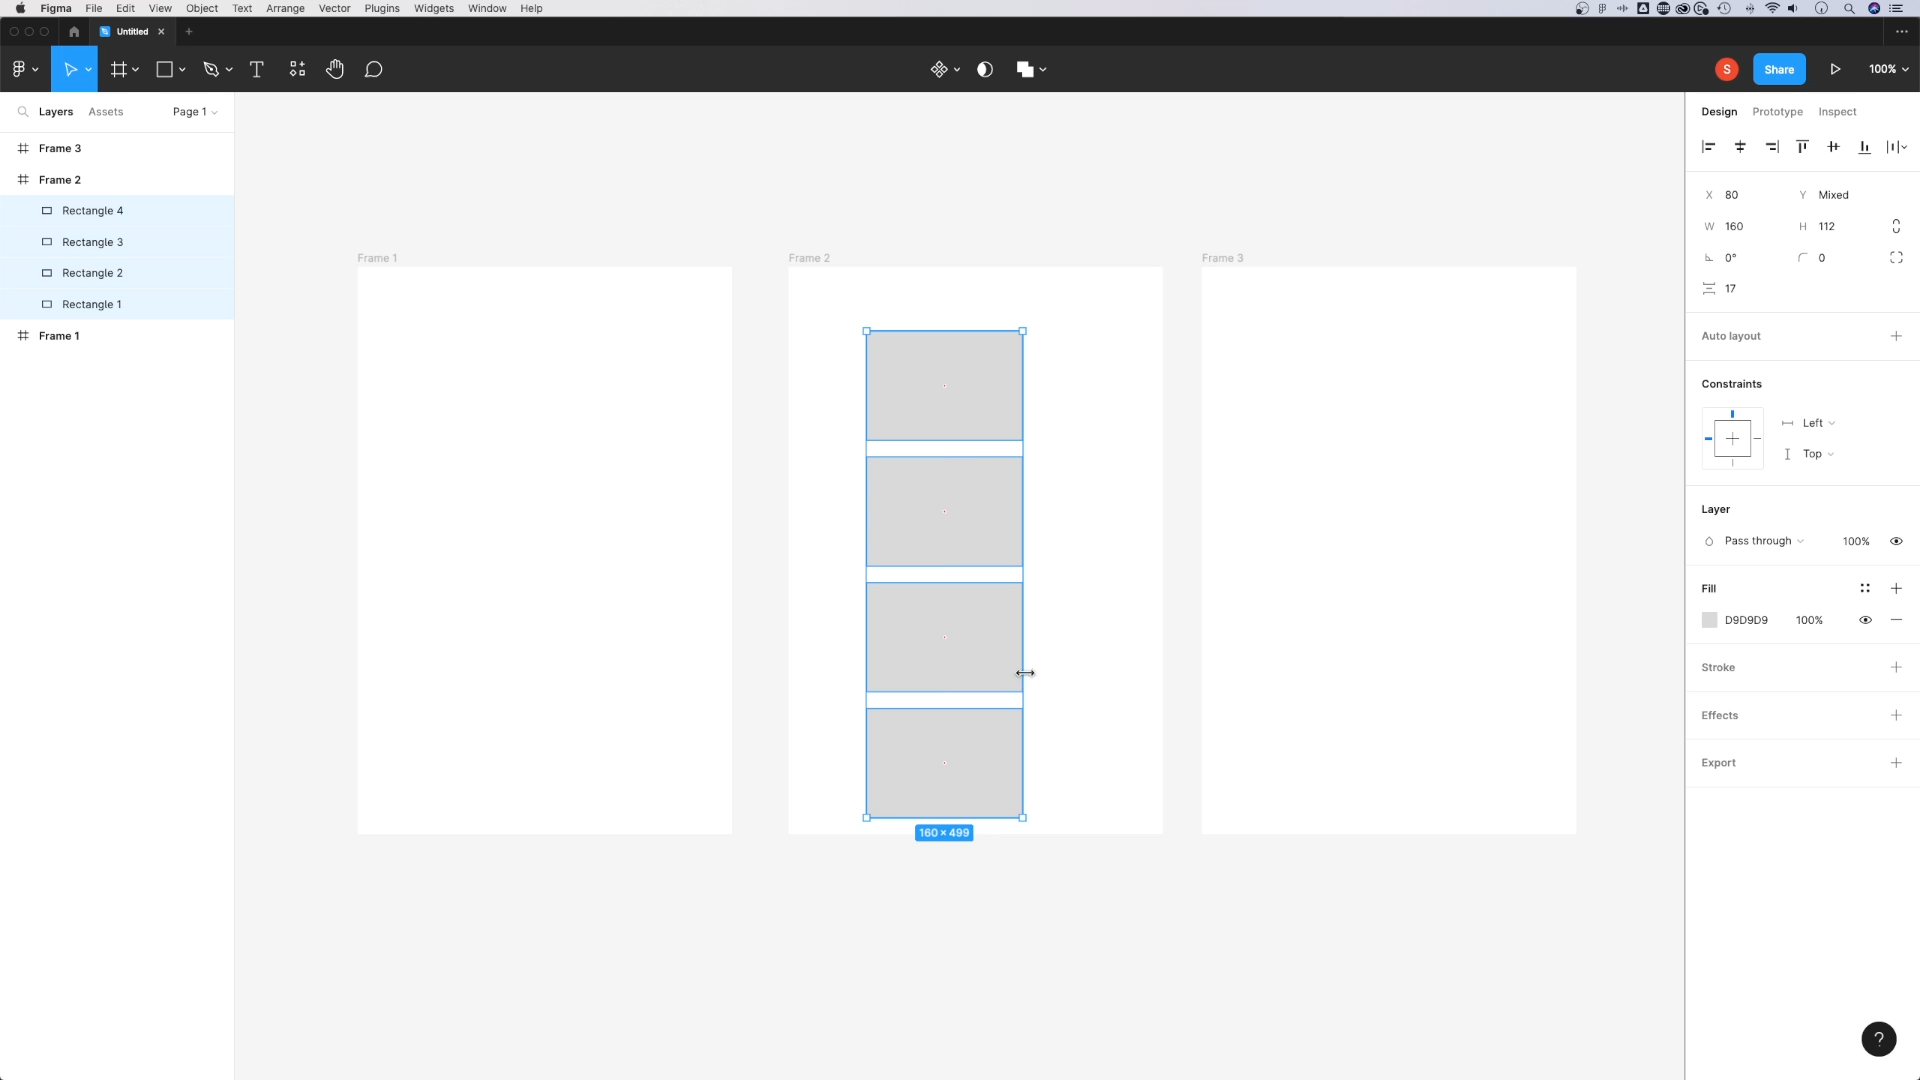 Figma File Edit View Object Text Arrange Vector Plugins Widgets Window Help
Untitled
S Share 100%
Layers Assets Page 1
Frame 3
Frame 2
Rectangle 4
Rectangle 3
Rectangle 2
Rectangle 1
Frame 1
Frame 1
Frame 2
Frame 3
160 × 499
Design Prototype Inspect
X 80 Y Mixed
W 160 H 112
0° 0
17
Auto layout
Constraints
Left
Top
Layer
Pass through 100%
Fill
D9D9D9 100%
Stroke
Effects
Export
?